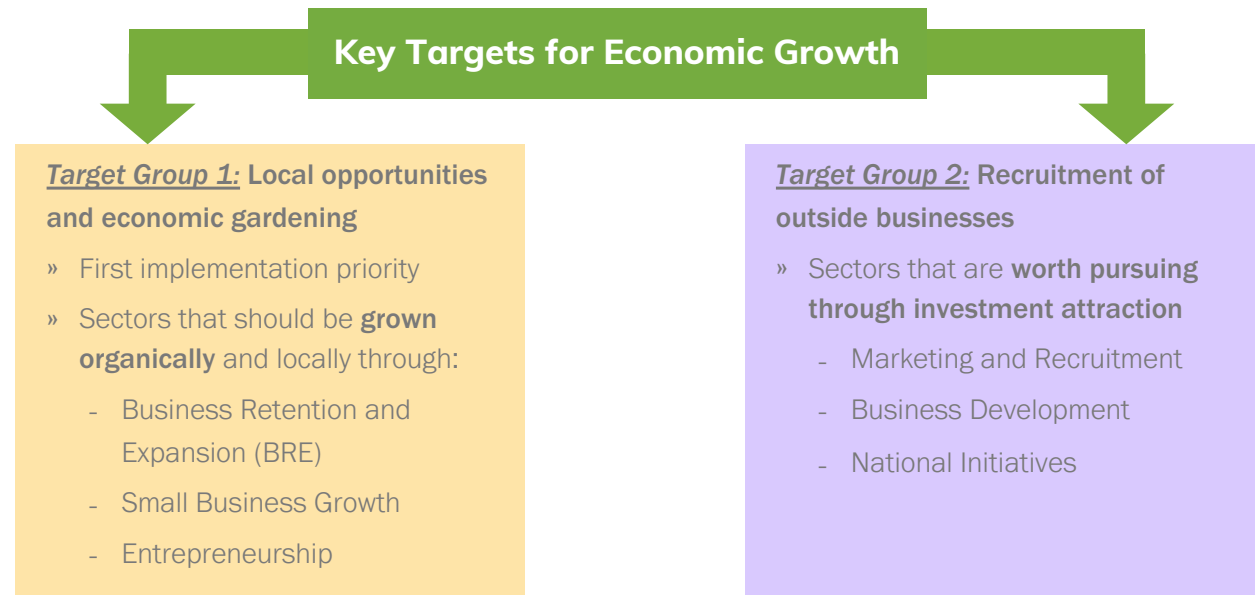 Key Targets for Economic Growth
Target Group 1: Local opportunities
and economic gardening
» First implementation priority
» Sectors that should be grown
organically and locally through:
- Business Retention and
Expansion (BRE)
- Small Business Growth
- Entrepreneurship
Target Group 2: Recruitment of
outside businesses
» Sectors that are worth pursuing
through investment attraction
- Marketing and Recruitment
- Business Development
- National Initiatives